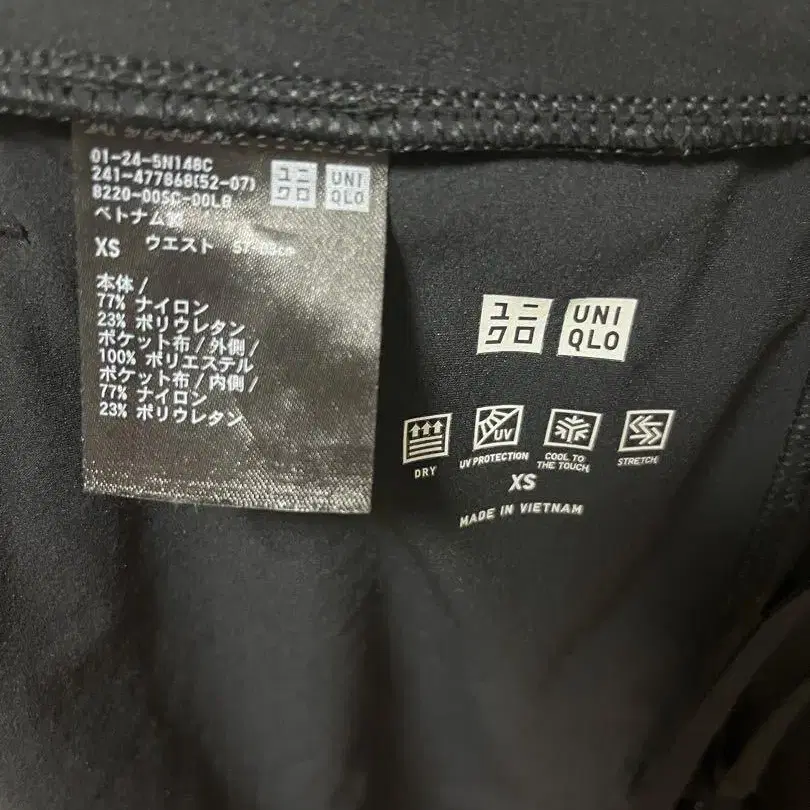 01-24-5N148C
241-477868(52-07)
ベトナム製
XS ウエスト
本体/
77% ナイロン
23% ポリウレタン
ポケット布/外側/
100% ポリエステル
ポケット布/内側/
77% ナイロン
23% ポリウレタン
ユニ
クロ
UNI
QLO
ユニ
クロ
UNI
QLO
UV
DRY
UV PROTECTION
COOL TO
THE TOUCH
STRETCH
XS
MADE IN VIETNAM